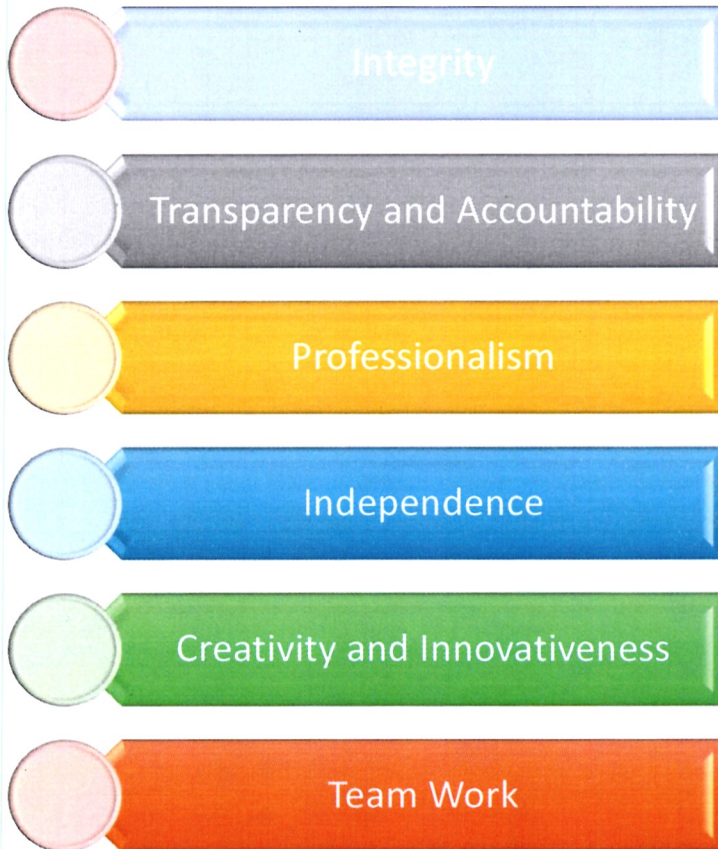 Integrity
Transparency and Accountability
Professionalism
Independence
Creativity and Innovativeness
Team Work